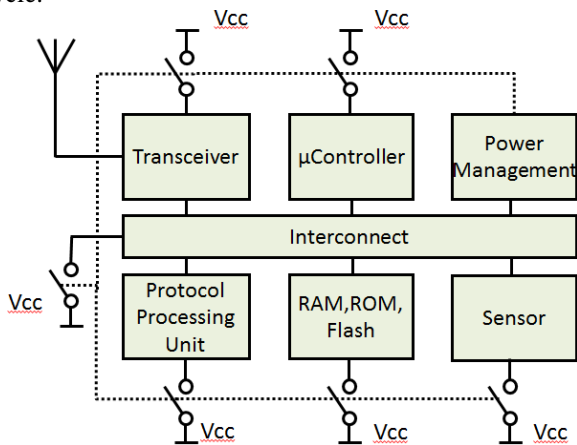 Vcc
Vcc
Transceiver
µController
Power
Management
Interconnect
Vcc
Protocol
Processing
Unit
RAM,ROM,
Flash
Sensor
Vcc
Vcc
Vcc